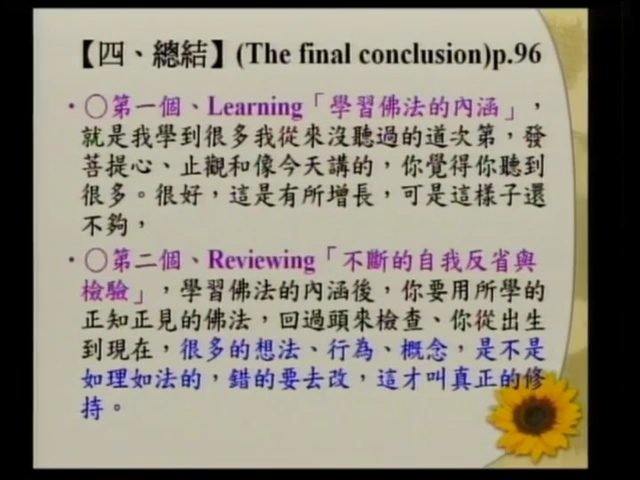 【四、總結】(The final conclusion)p.96
•〇第一個、Learning「學習佛法的內涵」，
就是我學到很多我從來沒聽過的道次第，發
菩提心、止觀和像今天講的，你覺得你聽到
很多。很好，這是有所增長，可是這樣子還
不夠，
•〇第二個、Reviewing「不斷的自我反省與
檢驗」，學習佛法的內涵後，你要用所學的
正知正見的佛法，回過頭來檢查、你從出生
到現在，很多的想法、行為、概念，是不是
如理如法的，錯的要去改，這才叫真正的修
持。